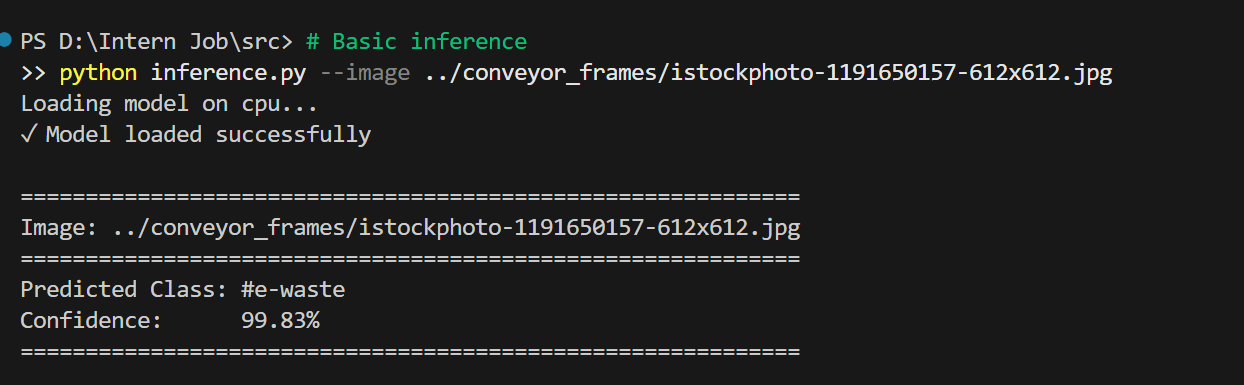 PS D:\Intern Job\src> # Basic inference
>> python inference.py --image ../conveyor_frames/istockphoto-1191650157-612x612.jpg
Loading model on cpu...
✓ Model loaded successfully
============================================================
Image: ../conveyor_frames/istockphoto-1191650157-612x612.jpg
============================================================
Predicted Class: #e-waste
Confidence:      99.83%
============================================================